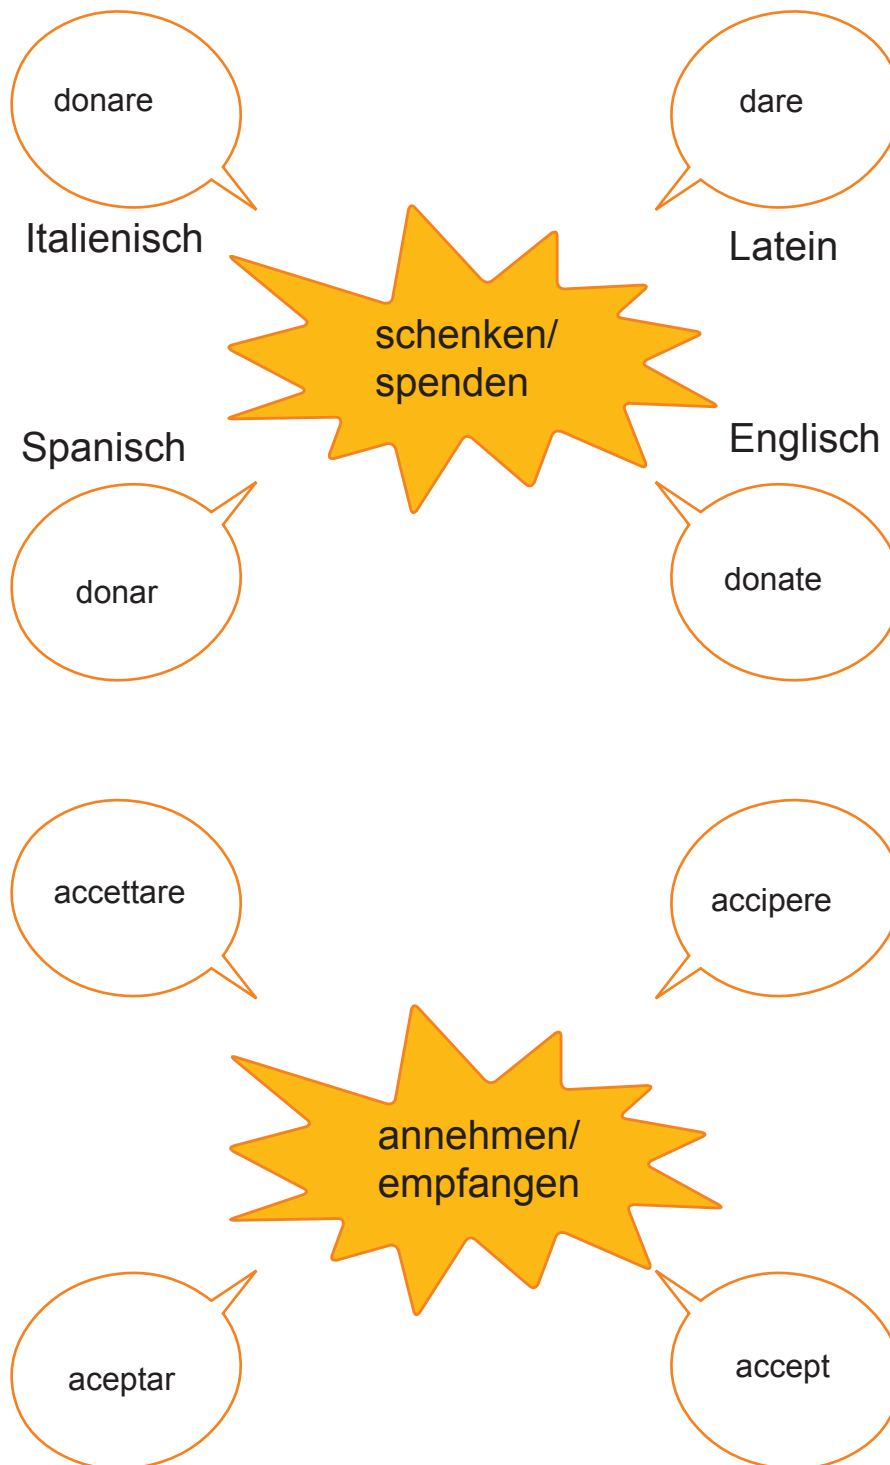 donare
dare
Italienisch
Latein
schenken/
spenden
Spanisch
Englisch
donar
donate
accettare
accipere
annehmen/
empfangen
aceptar
accept